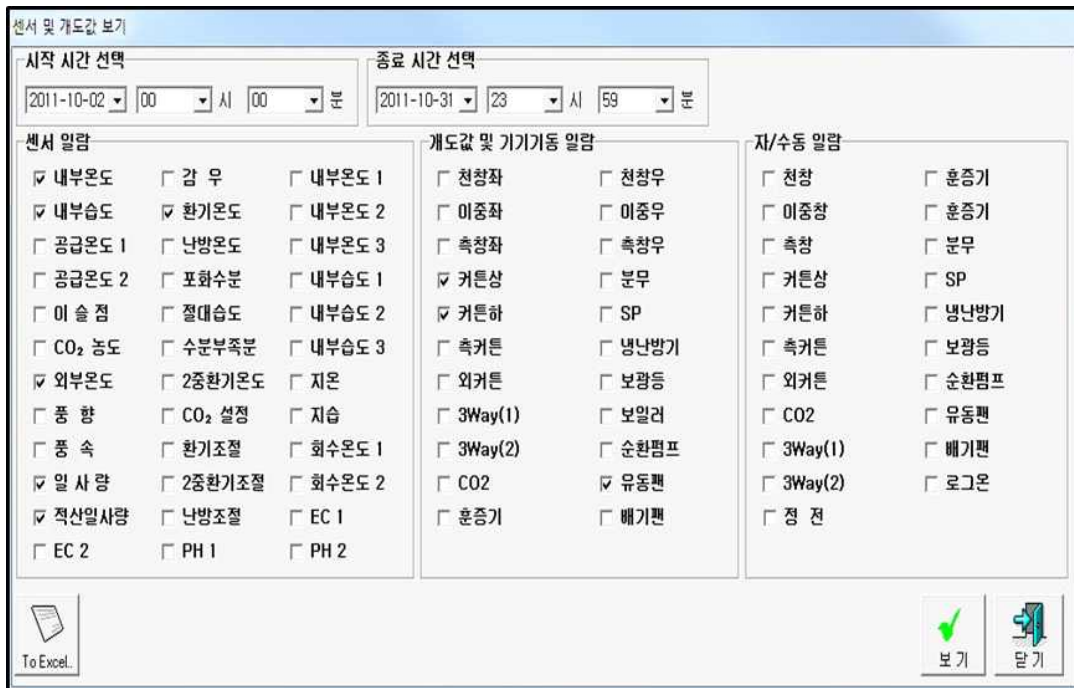 센서 및 개도값 보기
시작 시간 선택 종료 시간 선택
2011-10-02 00 시 00 분 2011-10-31 23 시 59 분
센서 일람 개도값 및 기기기동 일람 자/수동 일람
내부온도 감 우 내부온도 1 천창좌 천창우 천창 훈증기
내부습도 환기온도 내부온도 2 이중좌 이중우 이중창 훈증기
공급온도 1 난방온도 내부온도 3 측창좌 측창우 측창 분무
공급온도 2 포화수분 내부습도 1 커튼상 분무 커튼상 SP
이 슬 점 절대습도 내부습도 2 커튼하 SP 커튼하 냉난방기
CO₂ 농도 수분부족분 내부습도 3 측커튼 냉난방기 측커튼 보광등
외부온도 2중환기온도 지온 외커튼 보광등 외커튼 순환펌프
풍 향 CO₂ 설정 지습 3Way(1) 보일러 CO2 유동팬
풍 속 환기조절 회수온도 1 3Way(2) 순환펌프 3Way(1) 배기팬
일 사 량 2중환기조절 회수온도 2 CO2 유동팬 3Way(2) 로그온
적산일사량 난방조절 EC 1 훈증기 배기팬 정 전
EC 2 PH 1 PH 2
To Excel.. 보 기 닫 기